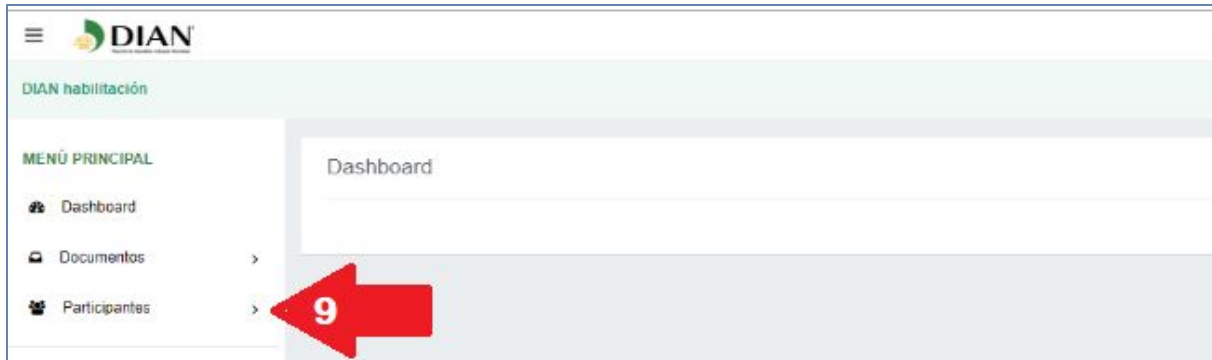 DIAN
DIAN habilitación
MENÚ PRINCIPAL
Dashboard
Dashboard
Documentos
Participantes
9